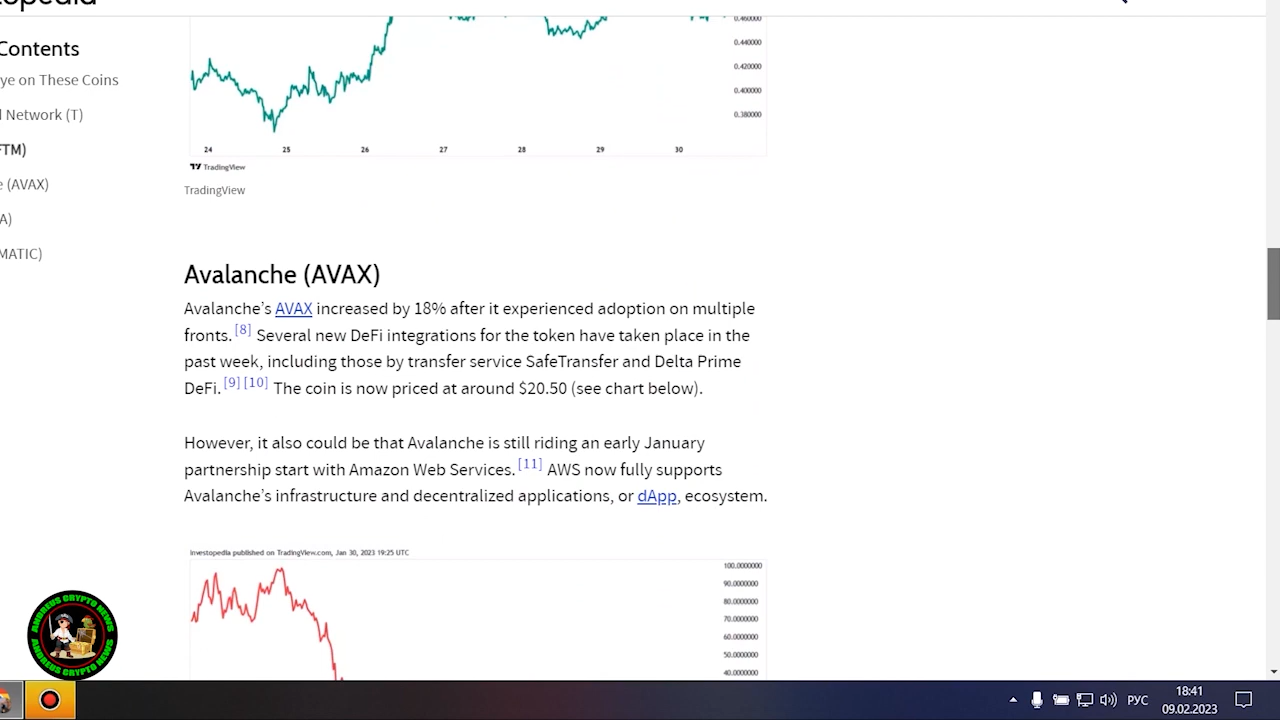 opedia
Contents
ye on These Coins
l Network (T)
FTM)
e (AVAX)
A)
MATIC)
0.460000
0.440000
0.420000
0.400000
0.380000
24 25 26 27 28 29 30
TradingView
TradingView
Avalanche (AVAX)
Avalanche's AVAX increased by 18% after it experienced adoption on multiple
fronts. [8] Several new DeFi integrations for the token have taken place in the
past week, including those by transfer service SafeTransfer and Delta Prime
DeFi. [9] [10] The coin is now priced at around $20.50 (see chart below).
However, it also could be that Avalanche is still riding an early January
partnership start with Amazon Web Services. [11] AWS now fully supports
Avalanche's infrastructure and decentralized applications, or dApp, ecosystem.
Investopedia published on TradingView.com, Jan 30, 2023 19:25 UTC
100.0000000
90.0000000
80.0000000
70.0000000
60.0000000
50.0000000
40.0000000
ANDREUS CRYPTO NEWS
ANDREUS CRYPTO NEWS
РУС
18:41
09.02.2023